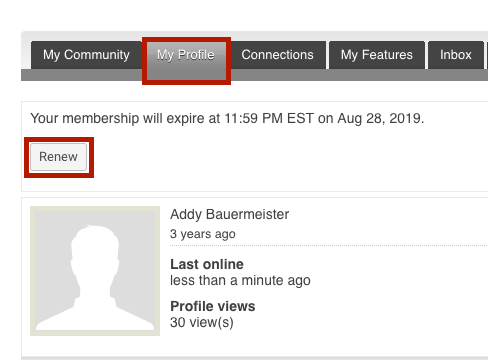 My Community My Profile Connections My Features Inbox
Your membership will expire at 11:59 PM EST on Aug 28, 2019.
Renew
Addy Bauermeister
3 years ago
Last online
less than a minute ago
Profile views
30 view(s)